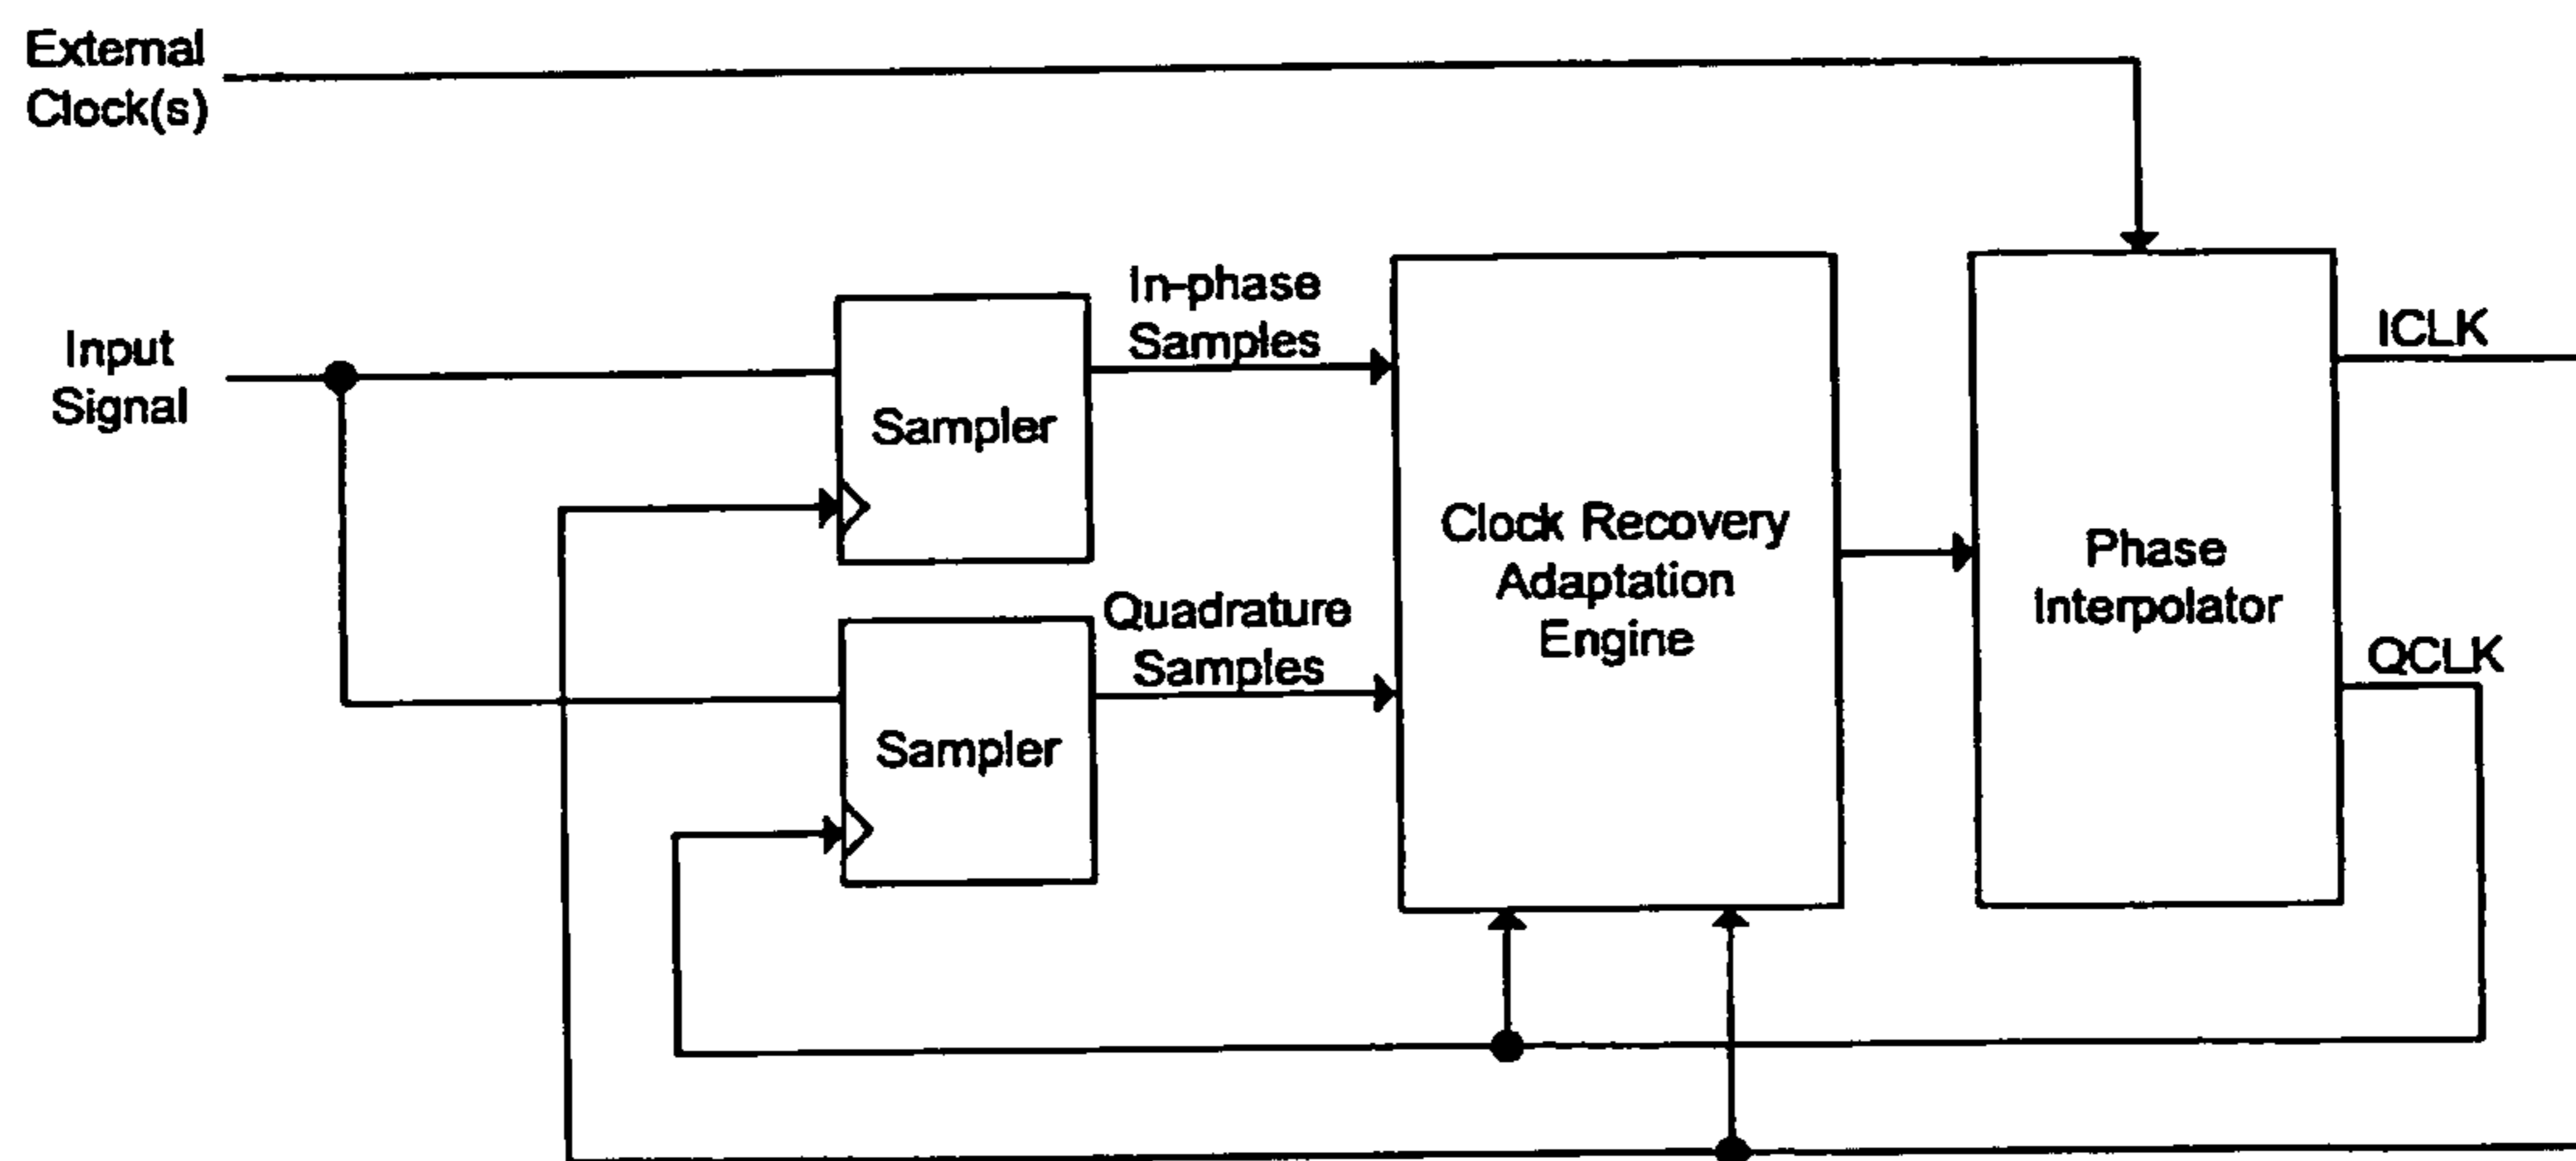 External
Clock(s)
Input
Signal
Sampler
In-phase
Samples
Sampler
Quadrature
Samples
Clock Recovery
Adaptation
Engine
Phase
Interpolator
ICLK
QCLK